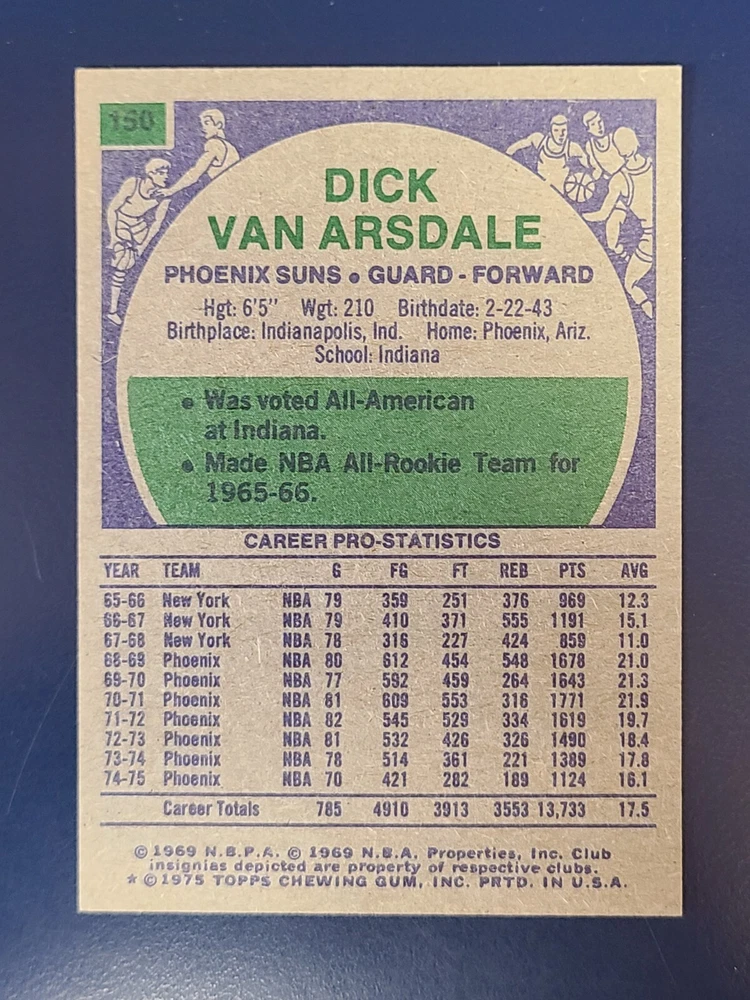 150
DICK
VAN ARSDALE
PHOENIX SUNS • GUARD - FORWARD
Hgt: 6'5" Wgt: 210 Birthdate: 2-22-43
Birthplace: Indianapolis, Ind. Home: Phoenix, Ariz.
School: Indiana
• Was voted All-American
at Indiana.
• Made NBA All-Rookie Team for
1965-66.
CAREER PRO-STATISTICS
YEAR TEAM G FG FT REB PTS AVG
65-66 New York NBA 79 359 251 376 969 12.3
66-67 New York NBA 79 410 371 555 1191 15.1
67-68 New York NBA 78 316 227 424 859 11.0
68-69 Phoenix NBA 80 612 454 548 1678 21.0
69-70 Phoenix NBA 77 592 459 264 1643 21.3
70-71 Phoenix NBA 81 609 553 316 1771 21.9
71-72 Phoenix NBA 82 545 529 334 1619 19.7
72-73 Phoenix NBA 81 532 426 326 1490 18.4
73-74 Phoenix NBA 78 514 361 221 1389 17.8
74-75 Phoenix NBA 70 421 282 189 1124 16.1
Career Totals 785 4910 3913 3553 13,733 17.5
© 1969 N.B.P.A. © 1969 N.B.A. Properties, Inc. Club
insignias depicted are property of respective clubs.
* © 1975 TOPPS CHEWING GUM, INC. PRTD. IN U.S.A.